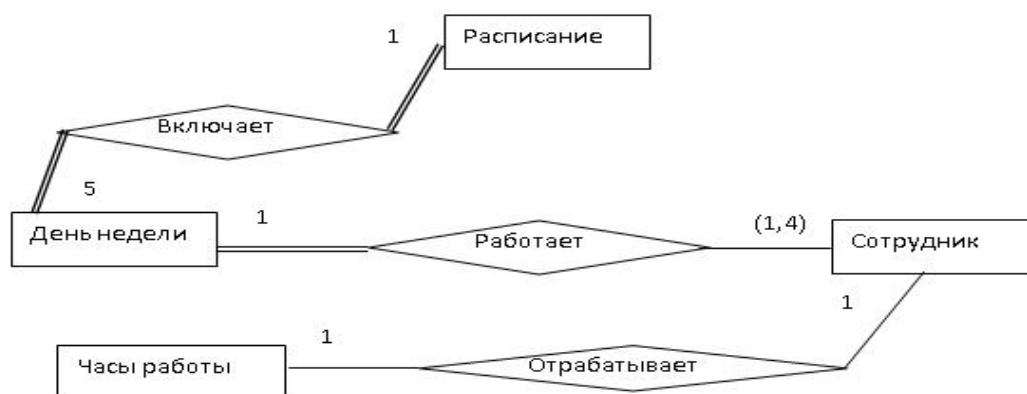 1
Расписание
Включает
5
День недели
1
Работает
(1,4)
Сотрудник
1
1
Часы работы
Отрабатывает